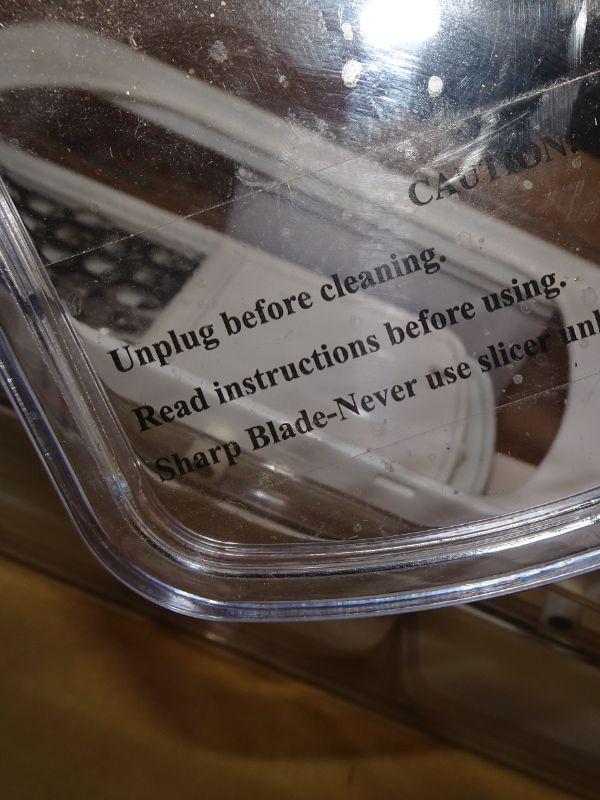 CAUTION:
Unplug before cleaning.
Read instructions before using.
Sharp Blade-Never use slicer